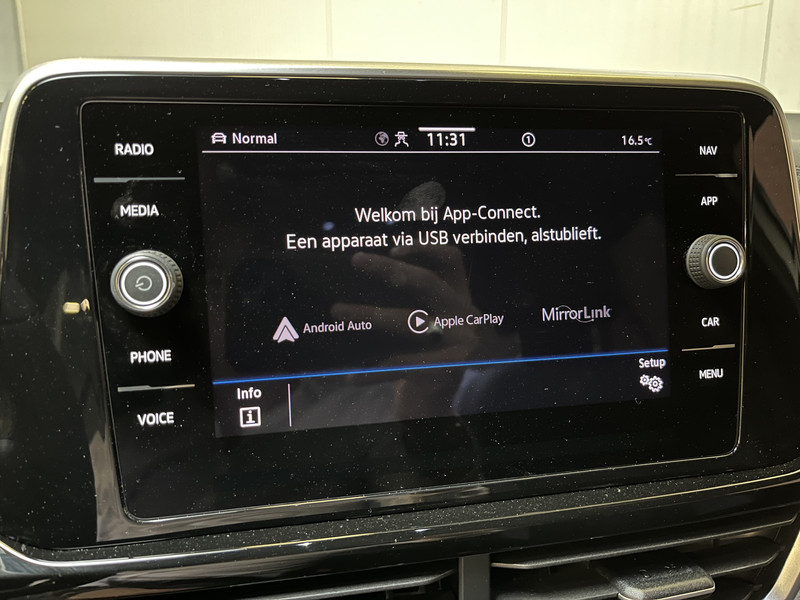 RADIO
MEDIA
PHONE
VOICE
Normal
11:31
1
16.5°C
Welkom bij App-Connect.
Een apparaat via USB verbinden, alstublieft.
Android Auto
Apple CarPlay
MirrorLink
Info
i
Setup
NAV
APP
CAR
MENU